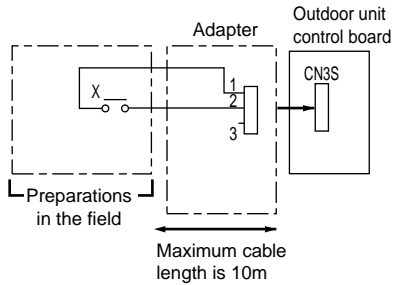 Outdoor unit
control board
Adapter
CN3S
X
1
2
3
Preparations
in the field
Maximum cable
length is 10m